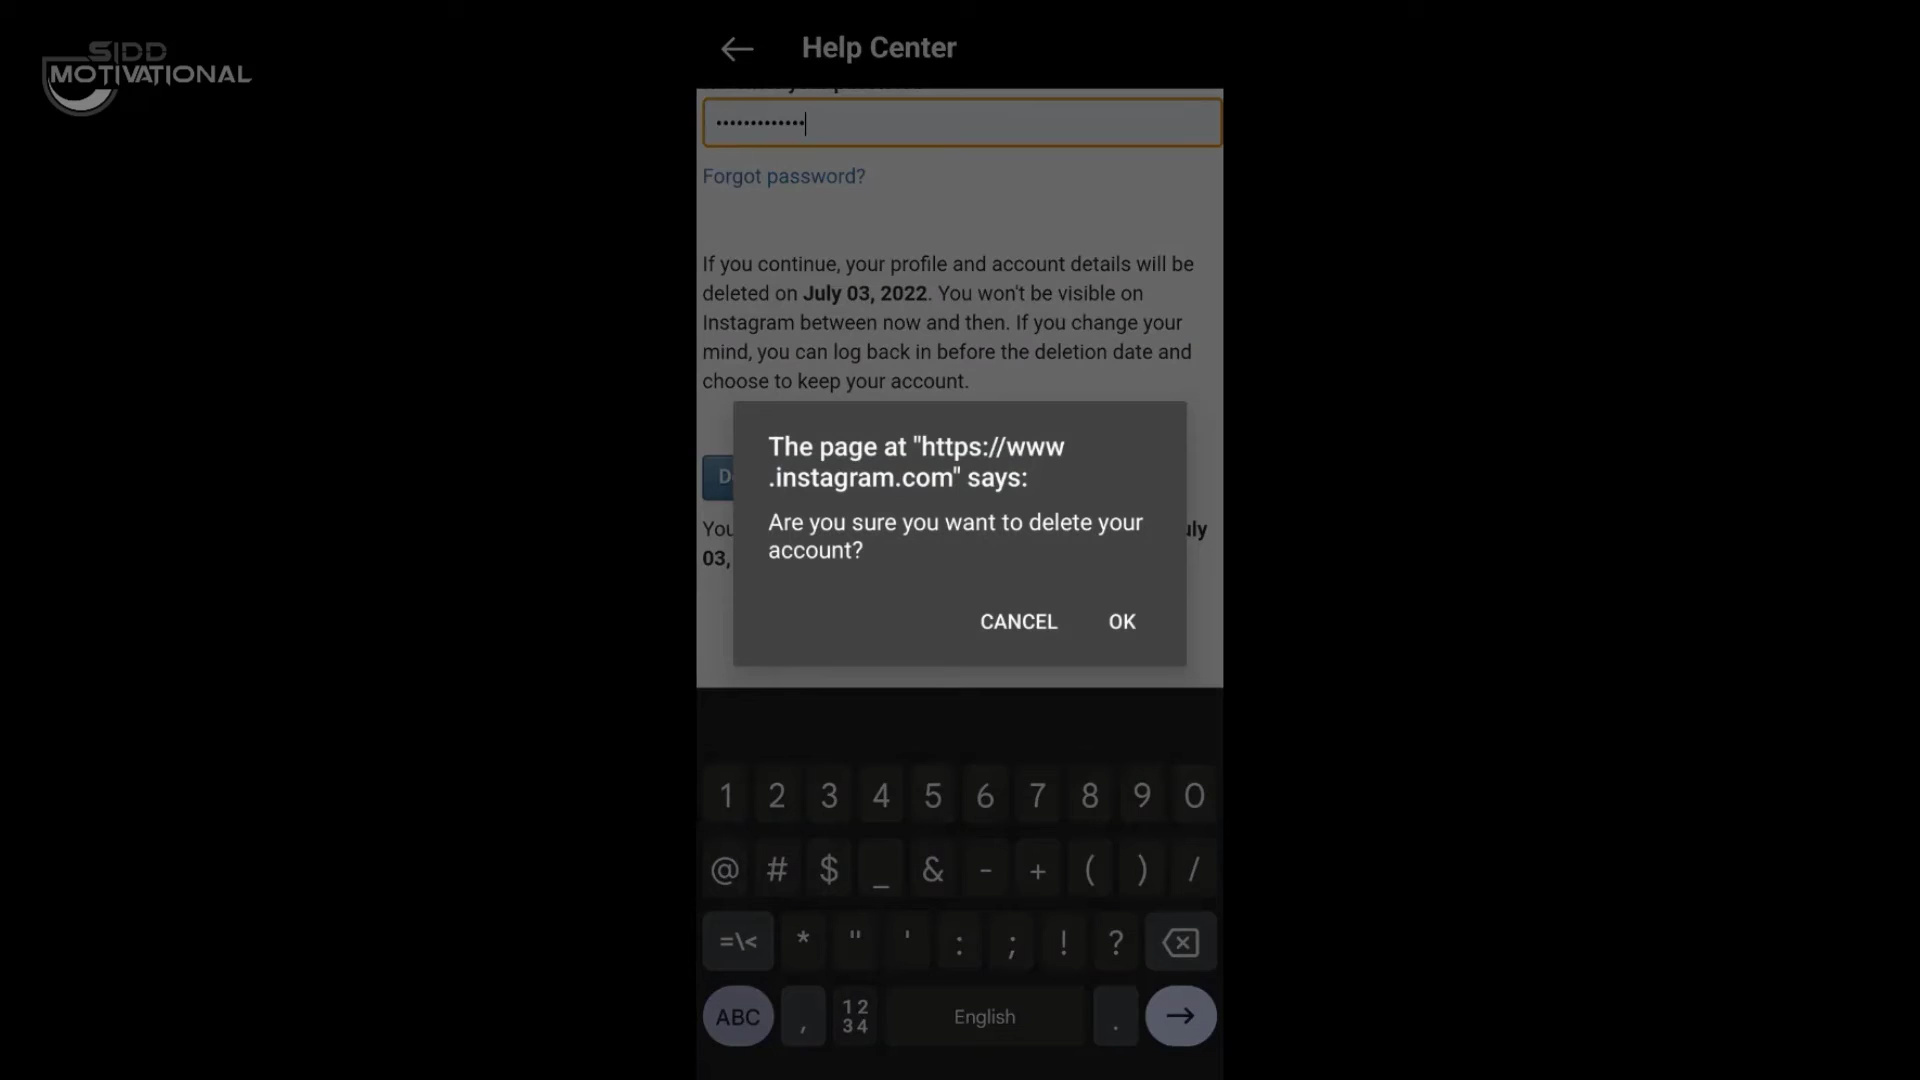 SIDD
MOTIVATIONAL
Help Center
•••••••••••••
Forgot password?
If you continue, your profile and account details will be
deleted on July 03, 2022. You won't be visible on
Instagram between now and then. If you change your
mind, you can log back in before the deletion date and
choose to keep your account.
The page at "https://www
.instagram.com" says:
Are you sure you want to delete your
account?
CANCEL OK
You
03,
1 2 3 4 5 6 7 8 9 0
@ # $ _ & - + ( ) /
=\< * " ' : ; ! ?
ABC , 12 34 English .